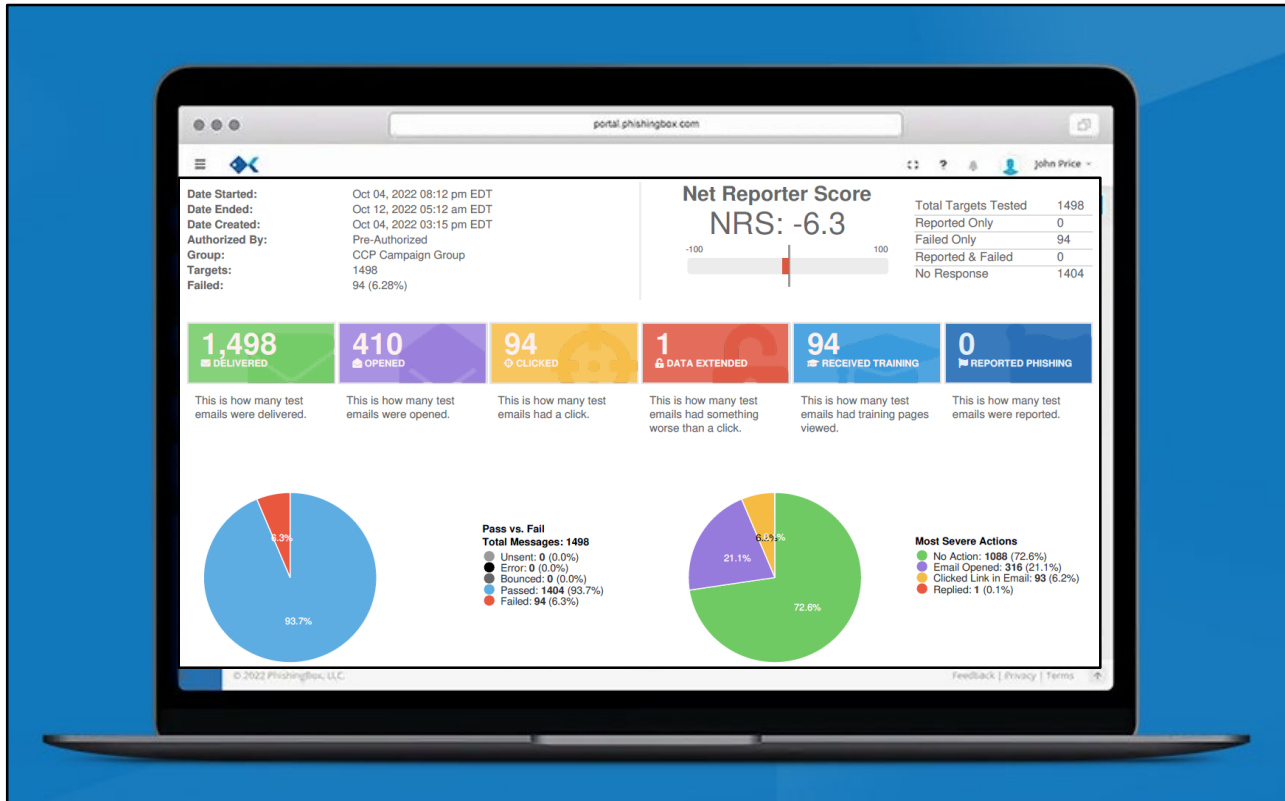 portal.phishingbox.com
? John Price
Date Started: Oct 04, 2022 08:12 pm EDT
Date Ended: Oct 12, 2022 05:12 am EDT
Date Created: Oct 04, 2022 03:15 pm EDT
Authorized By: Pre-Authorized
Group: CCP Campaign Group
Targets: 1498
Failed: 94 (6.28%)
Net Reporter Score
NRS: -6.3
-100 100
Total Targets Tested 1498
Reported Only 0
Failed Only 94
Reported & Failed 0
No Response 1404
1,498
DELIVERED
This is how many test
emails were delivered.
410
OPENED
This is how many test
emails were opened.
94
CLICKED
This is how many test
emails had a click.
1
DATA EXTENDED
This is how many test
emails had something
worse than a click.
94
RECEIVED TRAINING
This is how many test
emails had training pages
viewed.
0
REPORTED PHISHING
This is how many test
emails were reported.
6.3%
93.7%
Pass vs. Fail
Total Messages: 1498
Unsent: 0 (0.0%)
Error: 0 (0.0%)
Bounced: 0 (0.0%)
Passed: 1404 (93.7%)
Failed: 94 (6.3%)
21.1%
72.6%
Most Severe Actions
No Action: 1088 (72.6%)
Email Opened: 316 (21.1%)
Clicked Link in Email: 93 (6.2%)
Replied: 1 (0.1%)
© 2022 PhishingBox, LLC.
Feedback | Privacy | Terms